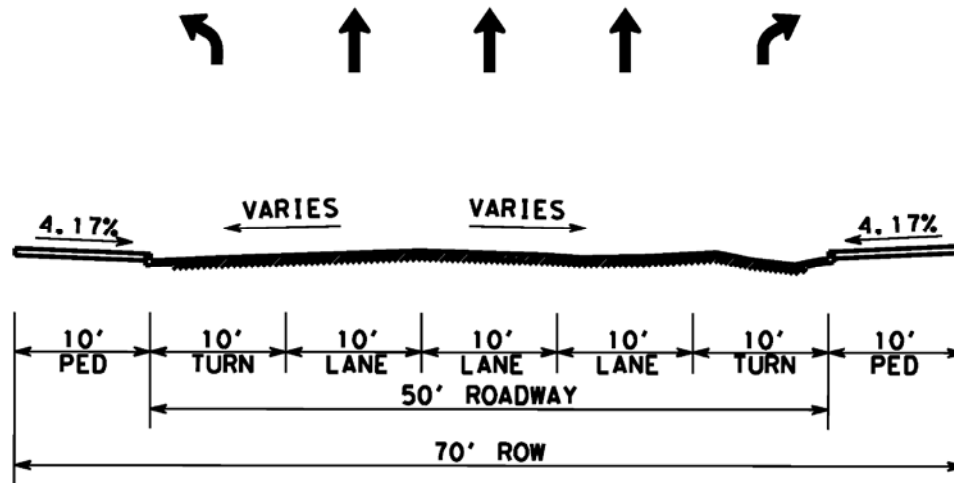 VARIES VARIES
4.17% 4.17%
10' 10' 10' 10' 10' 10' 10'
PED TURN LANE LANE LANE TURN PED
50' ROADWAY
70' ROW